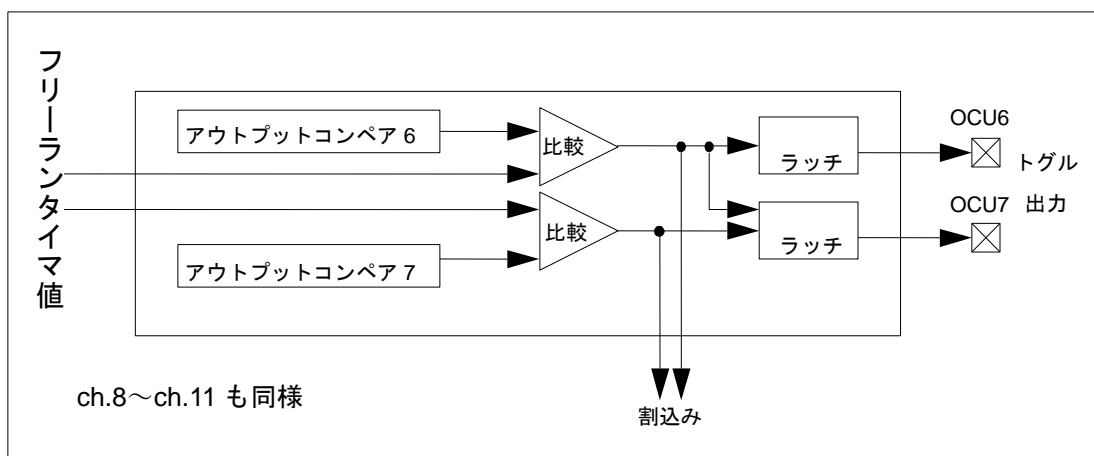 フリーランタイマ値
アウトプットコンペア 6
比較
ラッチ
OCU6
トグル
出力
OCU7
比較
ラッチ
アウトプットコンペア 7
ch.8～ch.11 も同様
割込み